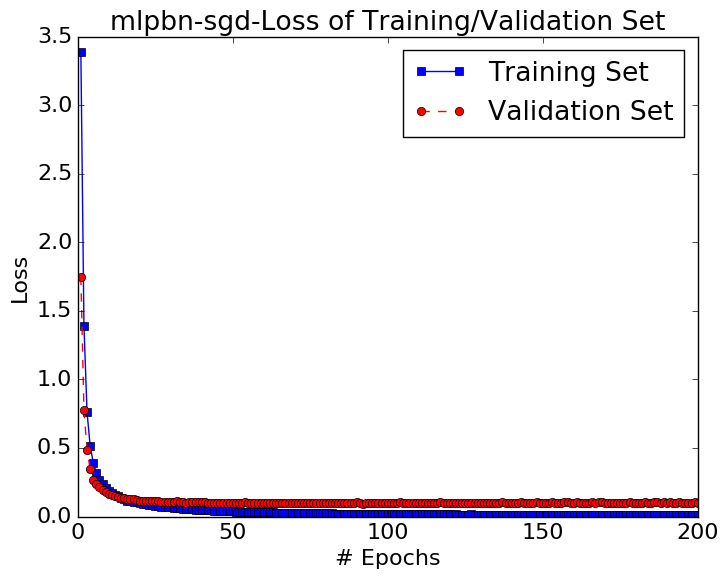 mlpbn-sgd-Loss of Training/Validation Set
3.5
3.0
2.5
2.0
1.5
1.0
0.5
0.0
Loss
Training Set
Validation Set
0 50 100 150 200
# Epochs